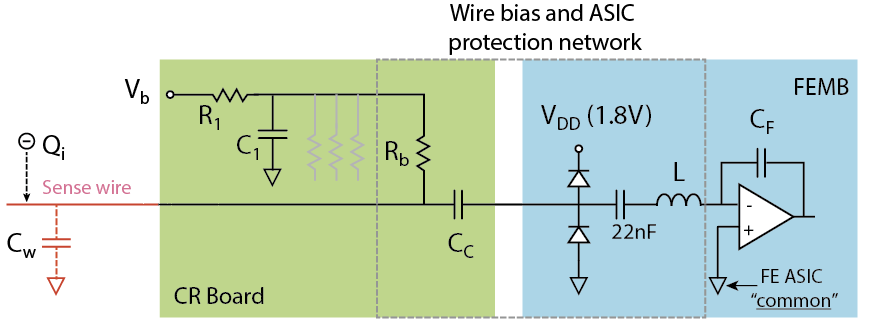 Wire bias and ASIC
protection network
FEMB
V_b
R_1
C_1
R_b
V_DD (1.8V)
C_F
Q_i
L
Sense wire
C_w
C_C
22nF
-
+
CR Board
FE ASIC
"common"